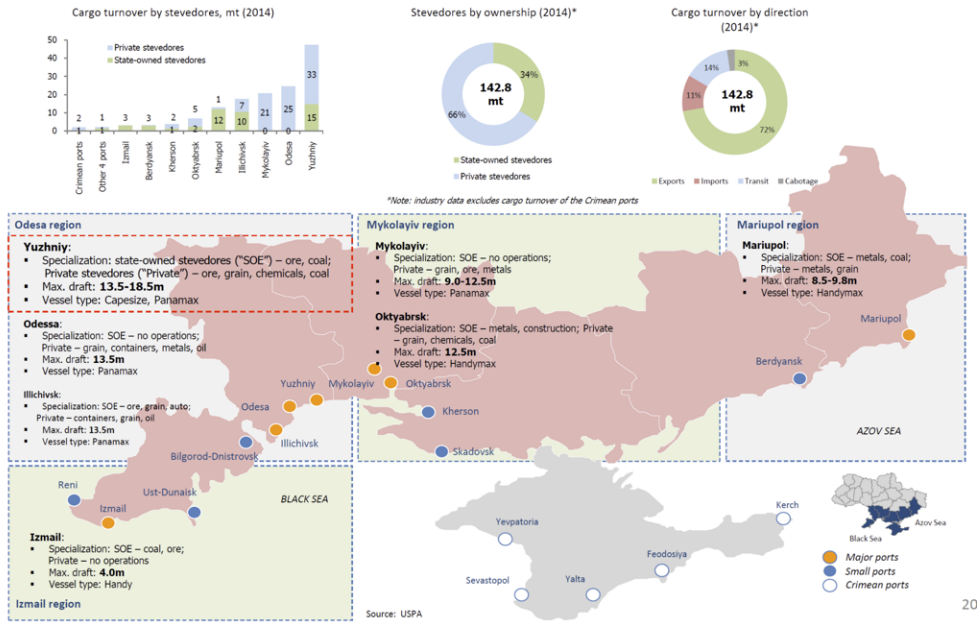 Cargo turnover by stevedores, mt (2014)
50
40
30
20
10
0
Private stevedores
State-owned stevedores
2
1
1
1
3
3
2
1
5
2
1
12
7
10
21
0
25
0
33
15
Crimean ports
Other 4 ports
Izmail
Berdyansk
Kherson
Oktyabrsk
Mariupol
Illichivsk
Mykolayiv
Odesa
Yuzhniy
Stevedores by ownership (2014)*
34%
142.8
mt
66%
State-owned stevedores
Private stevedores
Cargo turnover by direction
(2014)*
3%
14%
11%
142.8
mt
72%
Exports
Imports
Transit
Cabotage
*Note: industry data excludes cargo turnover of the Crimean ports
Odesa region
Yuzhniy:
▪ Specialization: state-owned stevedores ("SOE") – ore, coal;
Private stevedores ("Private") – ore, grain, chemicals, coal
▪ Max. draft: 13.5-18.5m
▪ Vessel type: Capesize, Panamax
Odessa:
▪ Specialization: SOE – no operations;
Private – grain, containers, metals, oil
▪ Max. draft: 13.5m
▪ Vessel type: Panamax
Illichivsk:
▪ Specialization: SOE – ore, grain, auto;
Private – containers, grain, oil
▪ Max. draft: 13.5m
▪ Vessel type: Panamax
Mykolayiv region
Mykolayiv:
▪ Specialization: SOE – no operations;
Private – grain, ore, metals
▪ Max. draft: 9.0-12.5m
▪ Vessel type: Panamax
Oktyabrsk:
▪ Specialization: SOE – metals, construction; Private
– grain, chemicals, coal
▪ Max. draft: 12.5m
▪ Vessel type: Handymax
Mariupol region
Mariupol:
▪ Specialization: SOE – metals, coal;
Private – metals, grain
▪ Max. draft: 8.5-9.8m
▪ Vessel type: Handymax
Mariupol
Berdyansk
AZOV SEA
Yuzhniy
Mykolayiv
Oktyabrsk
Odesa
Kherson
Illichivsk
Bilgorod-Dnistrovsk
Skadovsk
Reni
Ust-Dunaisk
Izmail
BLACK SEA
Izmail:
▪ Specialization: SOE – coal, ore;
Private – no operations
▪ Max. draft: 4.0m
▪ Vessel type: Handy
Izmail region
Yevpatoria
Kerch
Feodosiya
Sevastopol
Yalta
Azov Sea
Black Sea
Major ports
Small ports
Crimean ports
Source: USPA
20